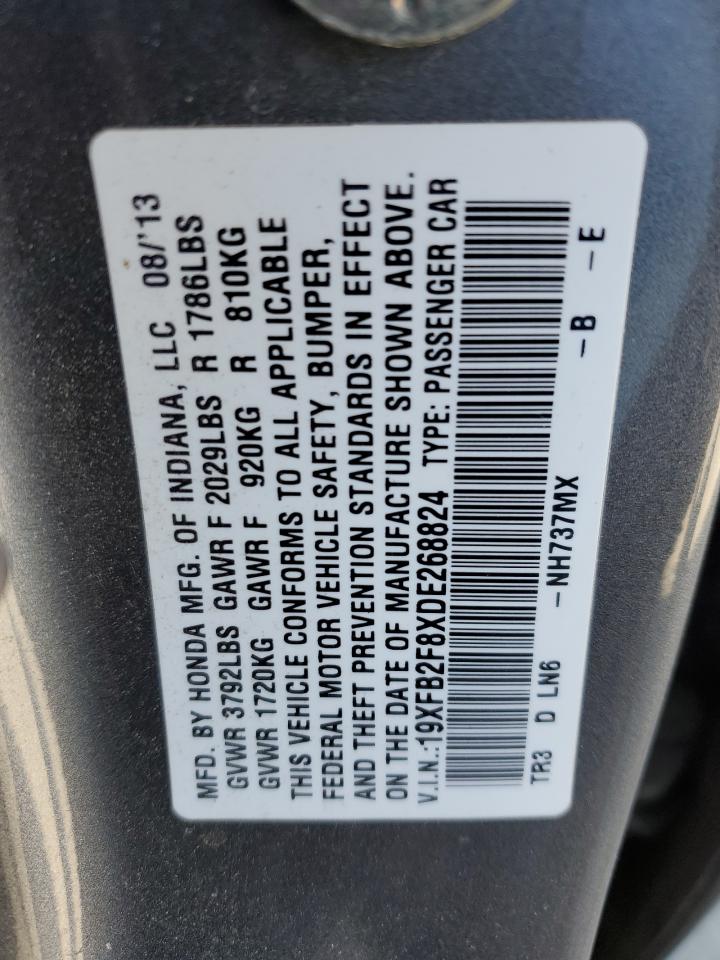 MFD. BY HONDA MFG. OF INDIANA, LLC 08/'13
GVWR 3792LBS GAWR F 2029LBS R 1786LBS
GVWR 1720KG GAWR F 920KG R 810KG
THIS VEHICLE CONFORMS TO ALL APPLICABLE
FEDERAL MOTOR VEHICLE SAFETY, BUMPER,
AND THEFT PREVENTION STANDARDS IN EFFECT
ON THE DATE OF MANUFACTURE SHOWN ABOVE.
V.I.N.:19XFB2F8XDE268824 TYPE: PASSENGER CAR
TR3 D LN6 -NH737MX -B -E